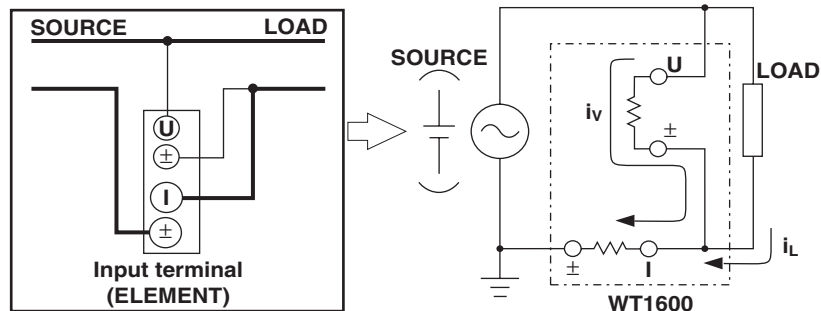 SOURCE LOAD
U
±
I
±
Input terminal
(ELEMENT)
SOURCE
U
LOAD
iV
±
± I
iL
WT1600